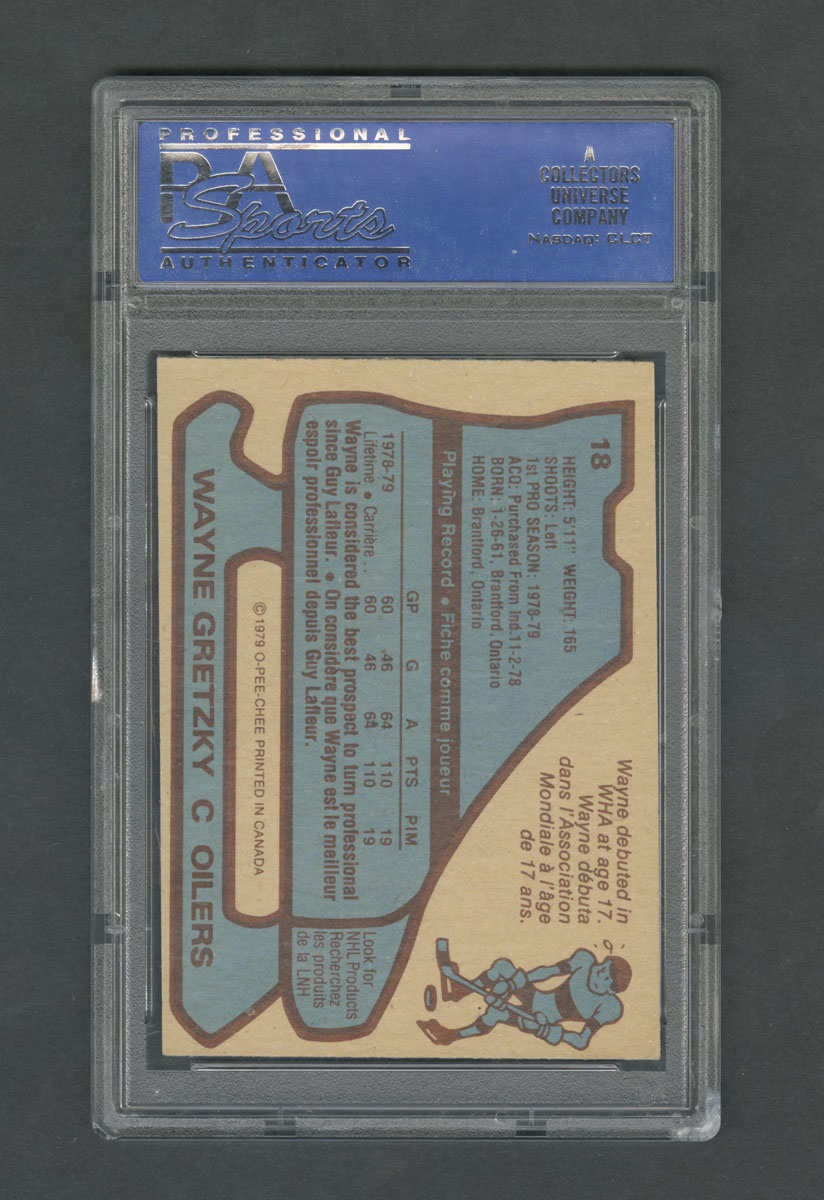 PROFESSIONAL
PSA
Sports
AUTHENTICATOR
A
COLLECTORS
UNIVERSE
COMPANY
NASDAQ: CLCT
18
HEIGHT: 5'11" WEIGHT: 165
SHOOTS: Left
1st PRO SEASON: 1978-79
ACQ: Purchased From Ind. 11-2-78
BORN: 1-26-61, Brantford, Ontario
HOME: Brantford, Ontario
Wayne debuted in
WHA at age 17.
Wayne débuta
dans l'Association
Mondiale à l'âge
de 17 ans.
Playing Record • Fiche comme joueur
GP G A PTS PIM
1978-79 60 46 64 110 19
Lifetime • Carrière . . 60 46 64 110 19
Wayne is considered the best prospect to turn professional
since Guy Lafleur. • On considère que Wayne est le meilleur
espoir professionnel depuis Guy Lafleur.
Look for
NHL Products
Recherchez
les produits
de la LNH
©1979 O-PEE-CHEE PRINTED IN CANADA
WAYNE GRETZKY C OILERS